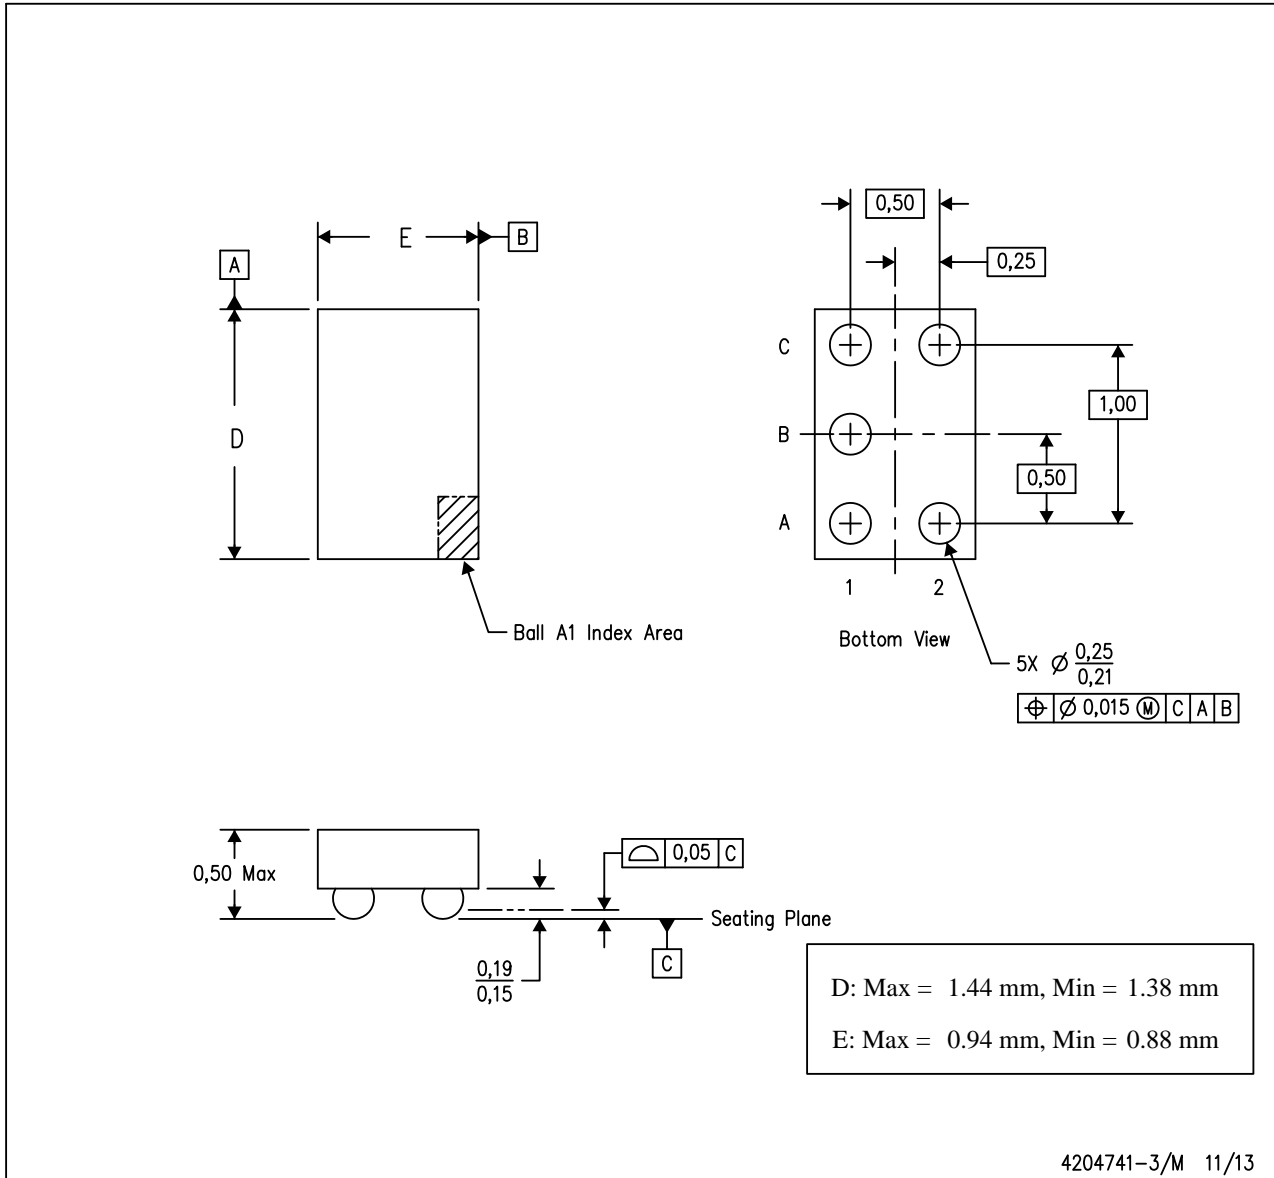 0,50
E
B
A
0,25
C
1,00
D
B
0,50
A
1
2
Ball A1 Index Area
Bottom View
5X Ø 0,25
0,21
⌖ Ø 0,015 Ⓜ C A B
0,50 Max
⌓ 0,05 C
Seating Plane
C
0,19
0,15
D: Max = 1.44 mm, Min = 1.38 mm
E: Max = 0.94 mm, Min = 0.88 mm
4204741-3/M 11/13